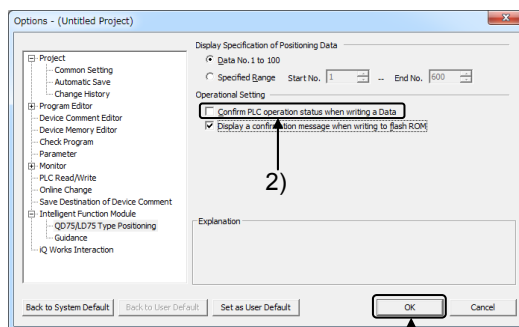 Options - (Untitled Project)
Project
Common Setting
Automatic Save
Change History
Program Editor
Device Comment Editor
Device Memory Editor
Check Program
Parameter
Monitor
PLC Read/Write
Online Change
Save Destination of Device Comment
Intelligent Function Module
QD75/LD75 Type Positioning
Guidance
iQ Works Interaction
Display Specification of Positioning Data
Data No.1 to 100
Specified Range Start No. 1 -- End No. 600
Operational Setting
Confirm PLC operation status when writing a Data
Display a confirmation message when writing to flash ROM
2)
Explanation
Back to System Default Back to User Default Set as User Default OK Cancel